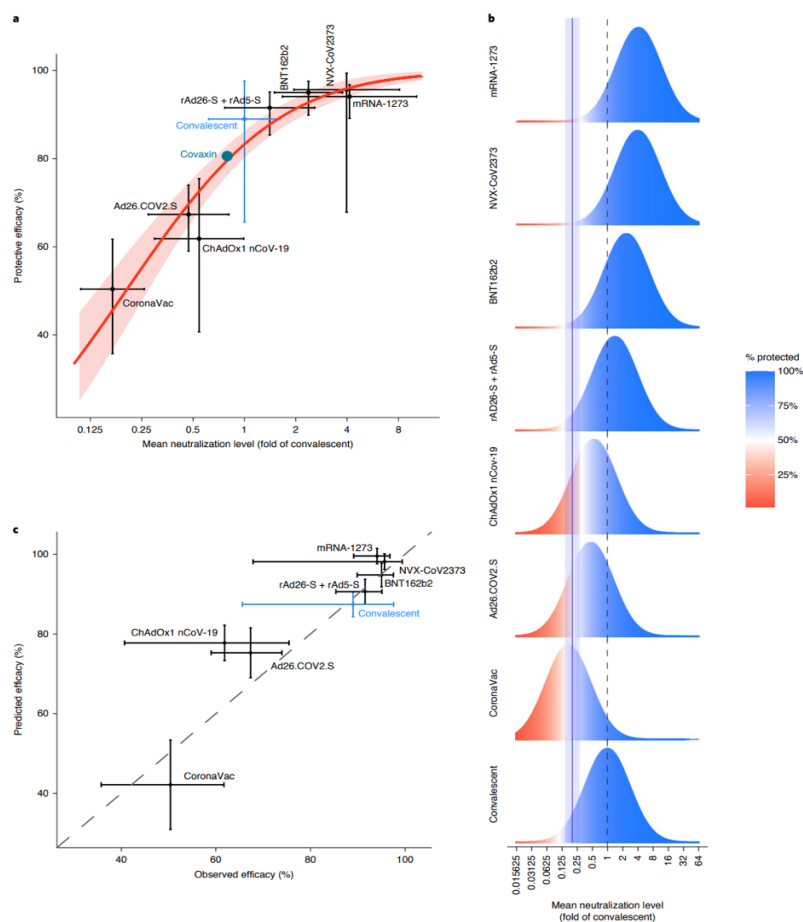 a
100
80
60
40
Protective efficacy (%)
BNT162b2
NVX-CoV2373
rAd26-S + rAd5-S
mRNA-1273
Convalescent
Covaxin
Ad26.COV2.S
ChAdOx1 nCoV-19
CoronaVac
0.125 0.25 0.5 1 2 4 8
Mean neutralization level (fold of convalescent)
b
mRNA-1273
NVX-CoV2373
BNT162b2
rAD26-S + rAd5-S
ChAdOx1 nCov-19
Ad26.COV2.S
CoronaVac
Convalescent
0.015625 0.03125 0.0625 0.125 0.25 0.5 1 2 4 8 16 32 64
Mean neutralization level
(fold of convalescent)
% protected
100%
75%
50%
25%
c
100
80
60
40
Predicted efficacy (%)
mRNA-1273
NVX-CoV2373
BNT162b2
rAd26-S + rAd5-S
Convalescent
ChAdOx1 nCoV-19
Ad26.COV2.S
CoronaVac
40 60 80 100
Observed efficacy (%)